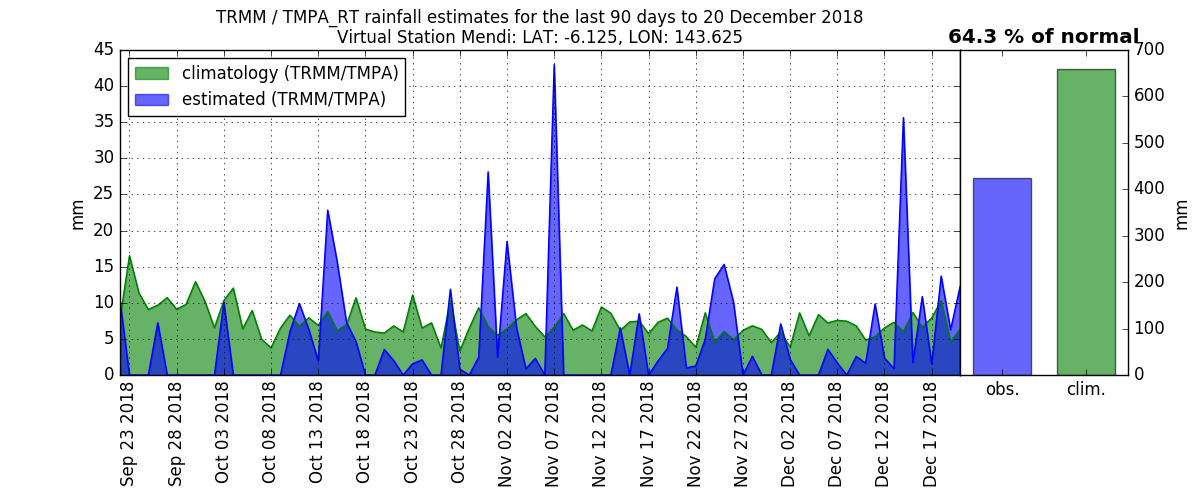 TRMM / TMPA_RT rainfall estimates for the last 90 days to 20 December 2018
Virtual Station Mendi: LAT: -6.125, LON: 143.625
64.3 % of normal
climatology (TRMM/TMPA)
estimated (TRMM/TMPA)
mm
45
40
35
30
25
20
15
10
5
0
Sep 23 2018
Sep 28 2018
Oct 03 2018
Oct 08 2018
Oct 13 2018
Oct 18 2018
Oct 23 2018
Oct 28 2018
Nov 02 2018
Nov 07 2018
Nov 12 2018
Nov 17 2018
Nov 22 2018
Nov 27 2018
Dec 02 2018
Dec 07 2018
Dec 12 2018
Dec 17 2018
700
600
500
400
300
200
100
0
mm
obs.
clim.